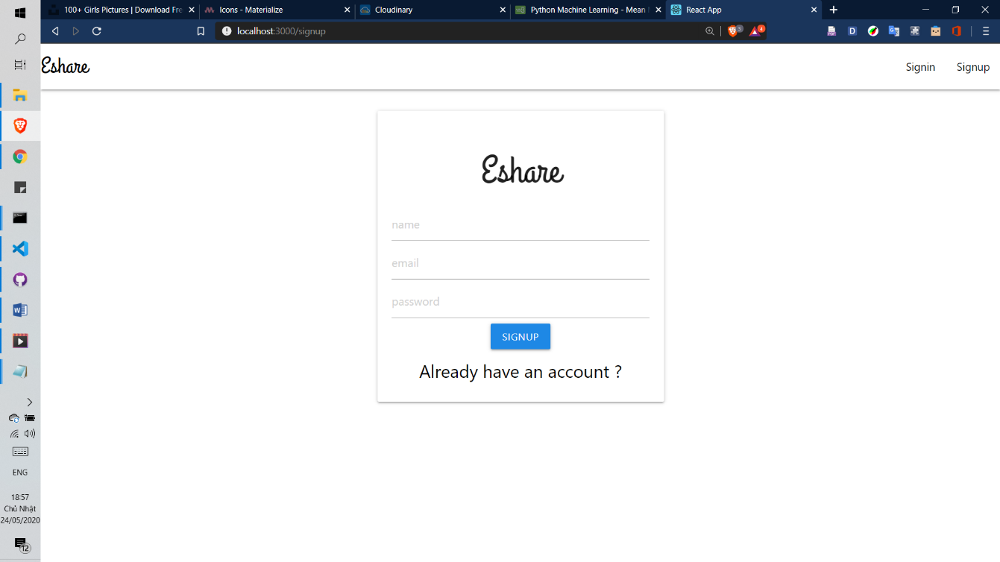 100+ Girls Pictures | Download Fre
Icons - Materialize
Cloudinary
Python Machine Learning - Mean
React App
localhost:3000/signup
3
4
Eshare
Signin
Signup
Eshare
name
email
password
SIGNUP
Already have an account ?
ENG
18:57
Chủ Nhật
24/05/2020
12